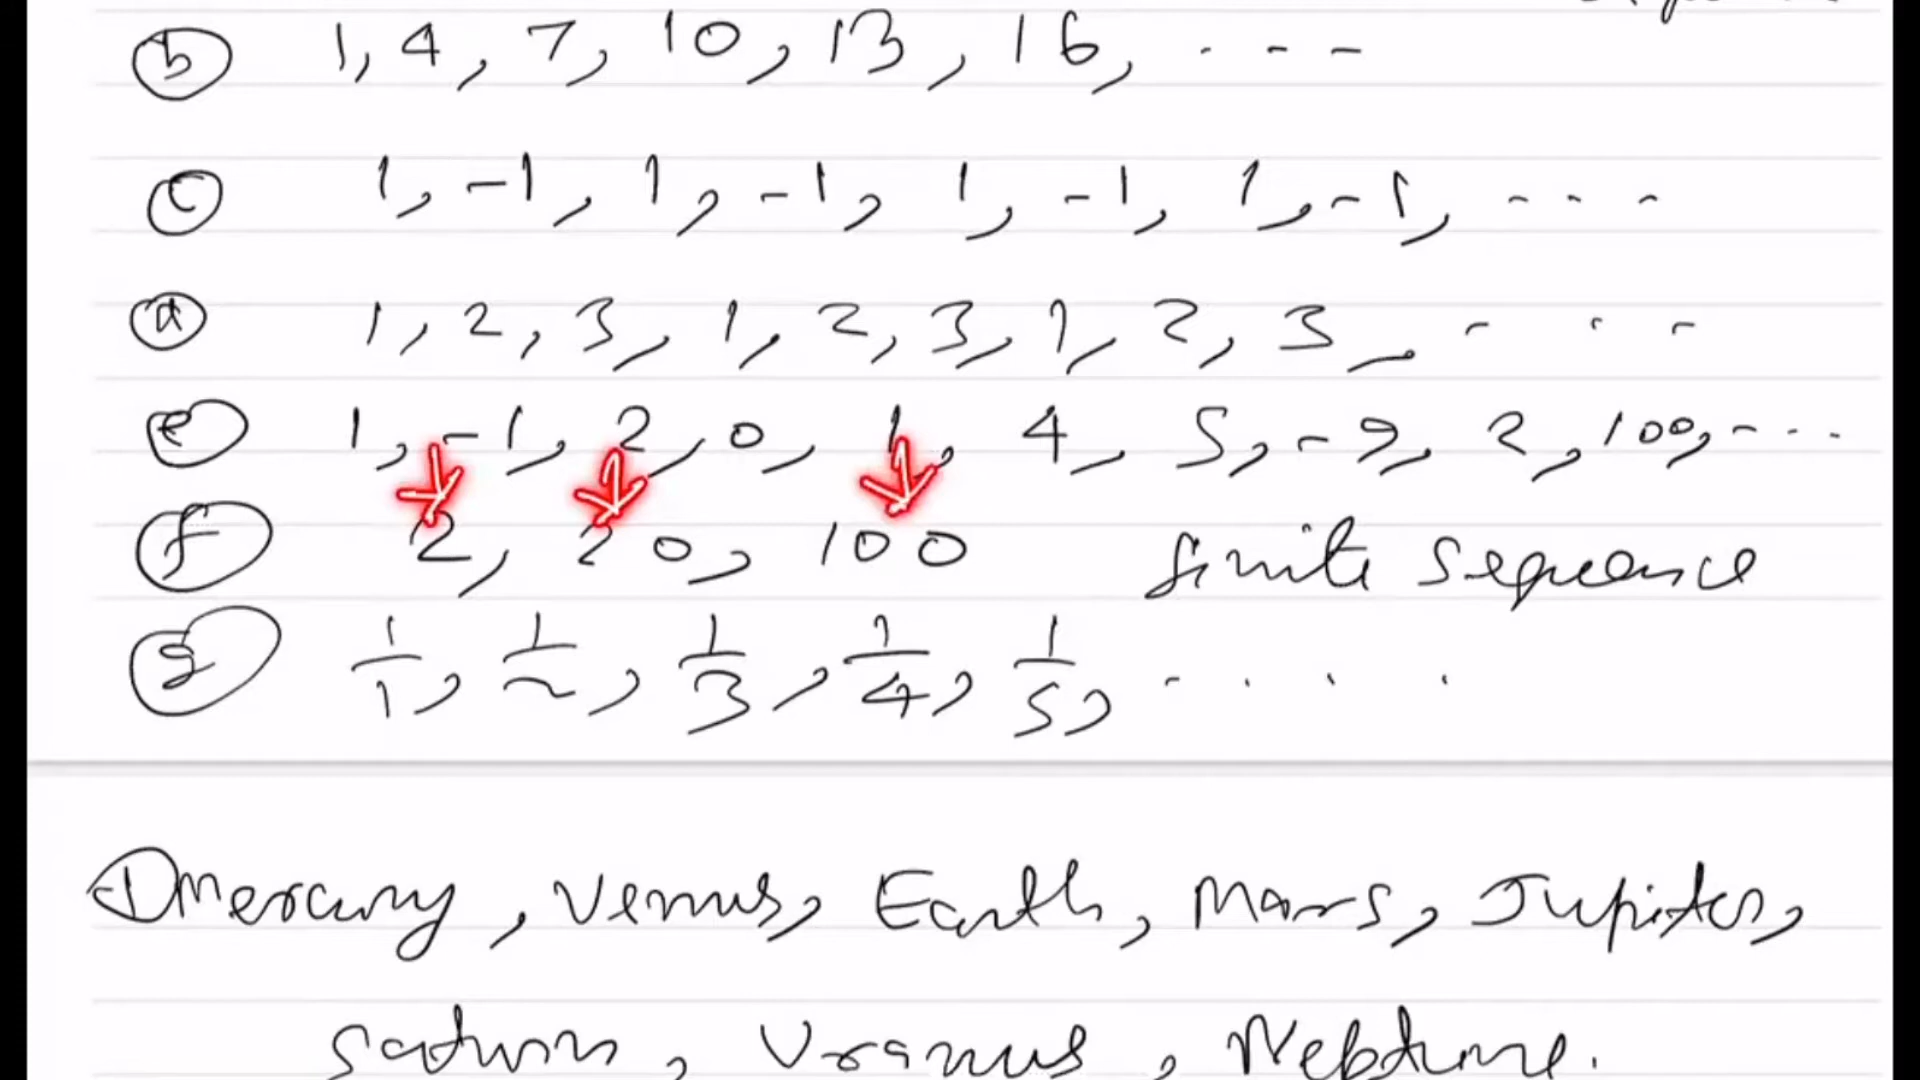 b 1, 4, 7, 10, 13, 16, ...
c 1, -1, 1, -1, 1, -1, 1, -1, ...
d 1, 2, 3, 1, 2, 3, 1, 2, 3, ...
e 1, -1, 2, 0, 1, 4, 5, -9, 2, 100, ....
f 2, 20, 100 finite sequence
g 1/1, 1/2, 1/3, 1/4, 1/5, ....
Mercury, Venus, Earth, Mars, Jupiter,
Saturn, Uranus, Nebtune.